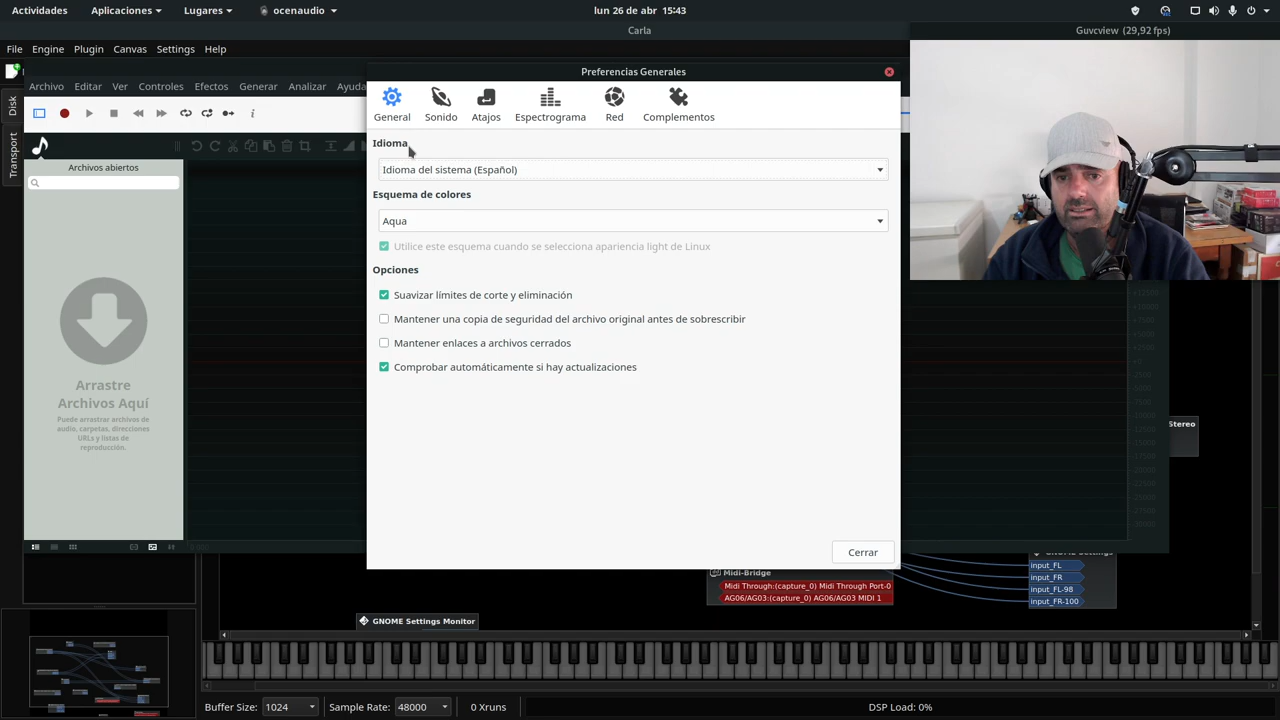 Actividades
Aplicaciones
Lugares
ocenaudio
lun 26 de abr  15:43
Carla
Guvcview (29,92 fps)
File
Engine
Plugin
Canvas
Settings
Help
Disk
Transport
Archivo
Editar
Ver
Controles
Efectos
Generar
Analizar
Ayuda
Archivos abiertos
Arrastre
Archivos Aquí
Puede arrastrar archivos de
audio, carpetas, direcciones
URLs y listas de
reproducción.
Preferencias Generales
General
Sonido
Atajos
Espectrograma
Red
Complementos
Idioma
Idioma del sistema (Español)
Esquema de colores
Aqua
Utilice este esquema cuando se selecciona apariencia light de Linux
Opciones
Suavizar límites de corte y eliminación
Mantener una copia de seguridad del archivo original antes de sobrescribir
Mantener enlaces a archivos cerrados
Comprobar automáticamente si hay actualizaciones
Cerrar
Stereo
GNOME Settings
input_FL
input_FR
input_FL-98
input_FR-100
Midi-Bridge
Midi Through:(capture_0) Midi Through Port-0
AG06/AG03:(capture_0) AG06/AG03 MIDI 1
GNOME Settings Monitor
Buffer Size:
1024
Sample Rate:
48000
0 Xruns
DSP Load: 0%